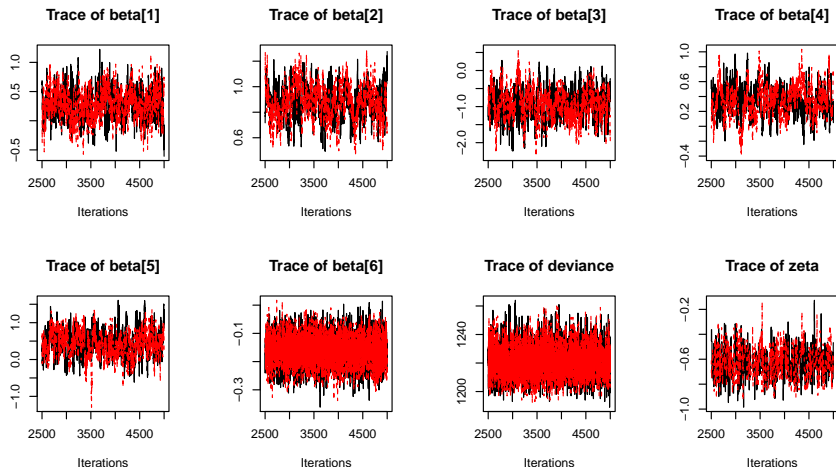 Trace of beta[1] Trace of beta[2] Trace of beta[3] Trace of beta[4]
-0.5 0.5 1.0
0.6 1.0
-2.0 -1.0 0.0
-0.4 0.2 0.6 1.0
2500 3500 4500 2500 3500 4500 2500 3500 4500 2500 3500 4500
Iterations Iterations Iterations Iterations
Trace of beta[5] Trace of beta[6] Trace of deviance Trace of zeta
-1.0 0.0 1.0
-0.3 -0.1
1200 1240
-1.0 -0.6 -0.2
2500 3500 4500 2500 3500 4500 2500 3500 4500 2500 3500 4500
Iterations Iterations Iterations Iterations